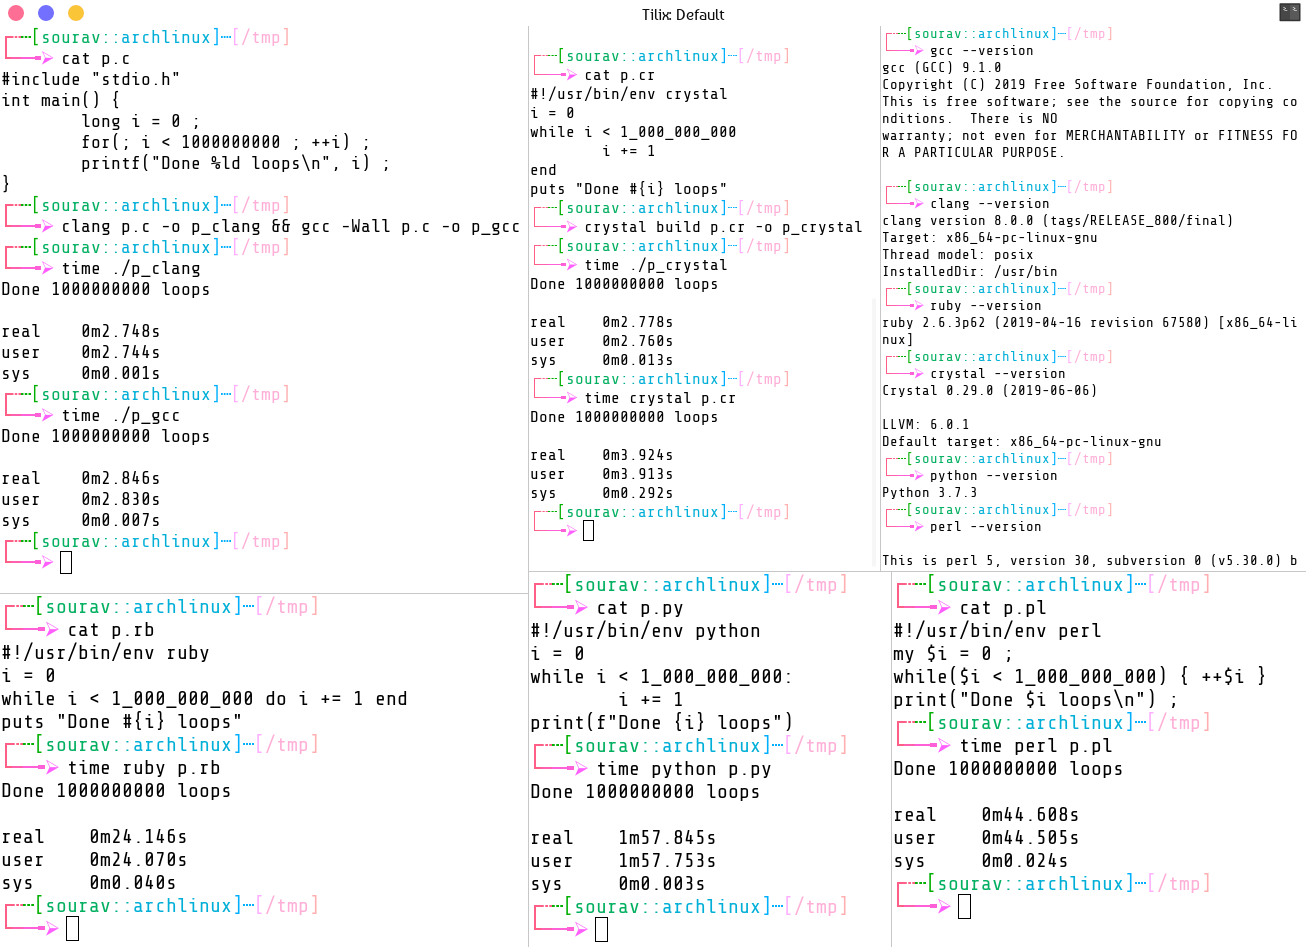 Tilix: Default
[sourav::archlinux]─[/tmp]
cat p.c
#include "stdio.h"
int main() {
        long i = 0 ;
        for(; i < 1000000000 ; ++i) ;
        printf("Done %ld loops\n", i) ;
}
[sourav::archlinux]─[/tmp]
clang p.c -o p_clang && gcc -Wall p.c -o p_gcc
[sourav::archlinux]─[/tmp]
time ./p_clang
Done 1000000000 loops

real    0m2.748s
user    0m2.744s
sys     0m0.001s
[sourav::archlinux]─[/tmp]
time ./p_gcc
Done 1000000000 loops

real    0m2.846s
user    0m2.830s
sys     0m0.007s
[sourav::archlinux]─[/tmp]
[sourav::archlinux]─[/tmp]
cat p.cr
#!/usr/bin/env crystal
i = 0
while i < 1_000_000_000
         i += 1
end
puts "Done #{i} loops"
[sourav::archlinux]─[/tmp]
crystal build p.cr -o p_crystal
[sourav::archlinux]─[/tmp]
time ./p_crystal
Done 1000000000 loops

real     0m2.778s
user     0m2.760s
sys      0m0.013s
[sourav::archlinux]─[/tmp]
time crystal p.cr
Done 1000000000 loops

real     0m3.924s
user     0m3.913s
sys      0m0.292s
[sourav::archlinux]─[/tmp]
[sourav::archlinux]─[/tmp]
gcc --version
gcc (GCC) 9.1.0
Copyright (C) 2019 Free Software Foundation, Inc.
This is free software; see the source for copying co
nditions.  There is NO
warranty; not even for MERCHANTABILITY or FITNESS FO
R A PARTICULAR PURPOSE.

[sourav::archlinux]─[/tmp]
clang --version
clang version 8.0.0 (tags/RELEASE_800/final)
Target: x86_64-pc-linux-gnu
Thread model: posix
InstalledDir: /usr/bin
[sourav::archlinux]─[/tmp]
ruby --version
ruby 2.6.3p62 (2019-04-16 revision 67580) [x86_64-li
nux]
[sourav::archlinux]─[/tmp]
crystal --version
Crystal 0.29.0 (2019-06-06)

LLVM: 6.0.1
Default target: x86_64-pc-linux-gnu
[sourav::archlinux]─[/tmp]
python --version
Python 3.7.3
[sourav::archlinux]─[/tmp]
perl --version

This is perl 5, version 30, subversion 0 (v5.30.0) b
[sourav::archlinux]─[/tmp]
cat p.rb
#!/usr/bin/env ruby
i = 0
while i < 1_000_000_000 do i += 1 end
puts "Done #{i} loops"
[sourav::archlinux]─[/tmp]
time ruby p.rb
Done 1000000000 loops

real    0m24.146s
user    0m24.070s
sys     0m0.040s
[sourav::archlinux]─[/tmp]
[sourav::archlinux]─[/tmp]
cat p.py
#!/usr/bin/env python
i = 0
while i < 1_000_000_000:
        i += 1
print(f"Done {i} loops")
[sourav::archlinux]─[/tmp]
time python p.py
Done 1000000000 loops

real    1m57.845s
user    1m57.753s
sys     0m0.003s
[sourav::archlinux]─[/tmp]
[sourav::archlinux]─[/tmp]
cat p.pl
#!/usr/bin/env perl
my $i = 0 ;
while($i < 1_000_000_000) { ++$i }
print("Done $i loops\n") ;
[sourav::archlinux]─[/tmp]
time perl p.pl
Done 1000000000 loops

real    0m44.608s
user    0m44.505s
sys     0m0.024s
[sourav::archlinux]─[/tmp]